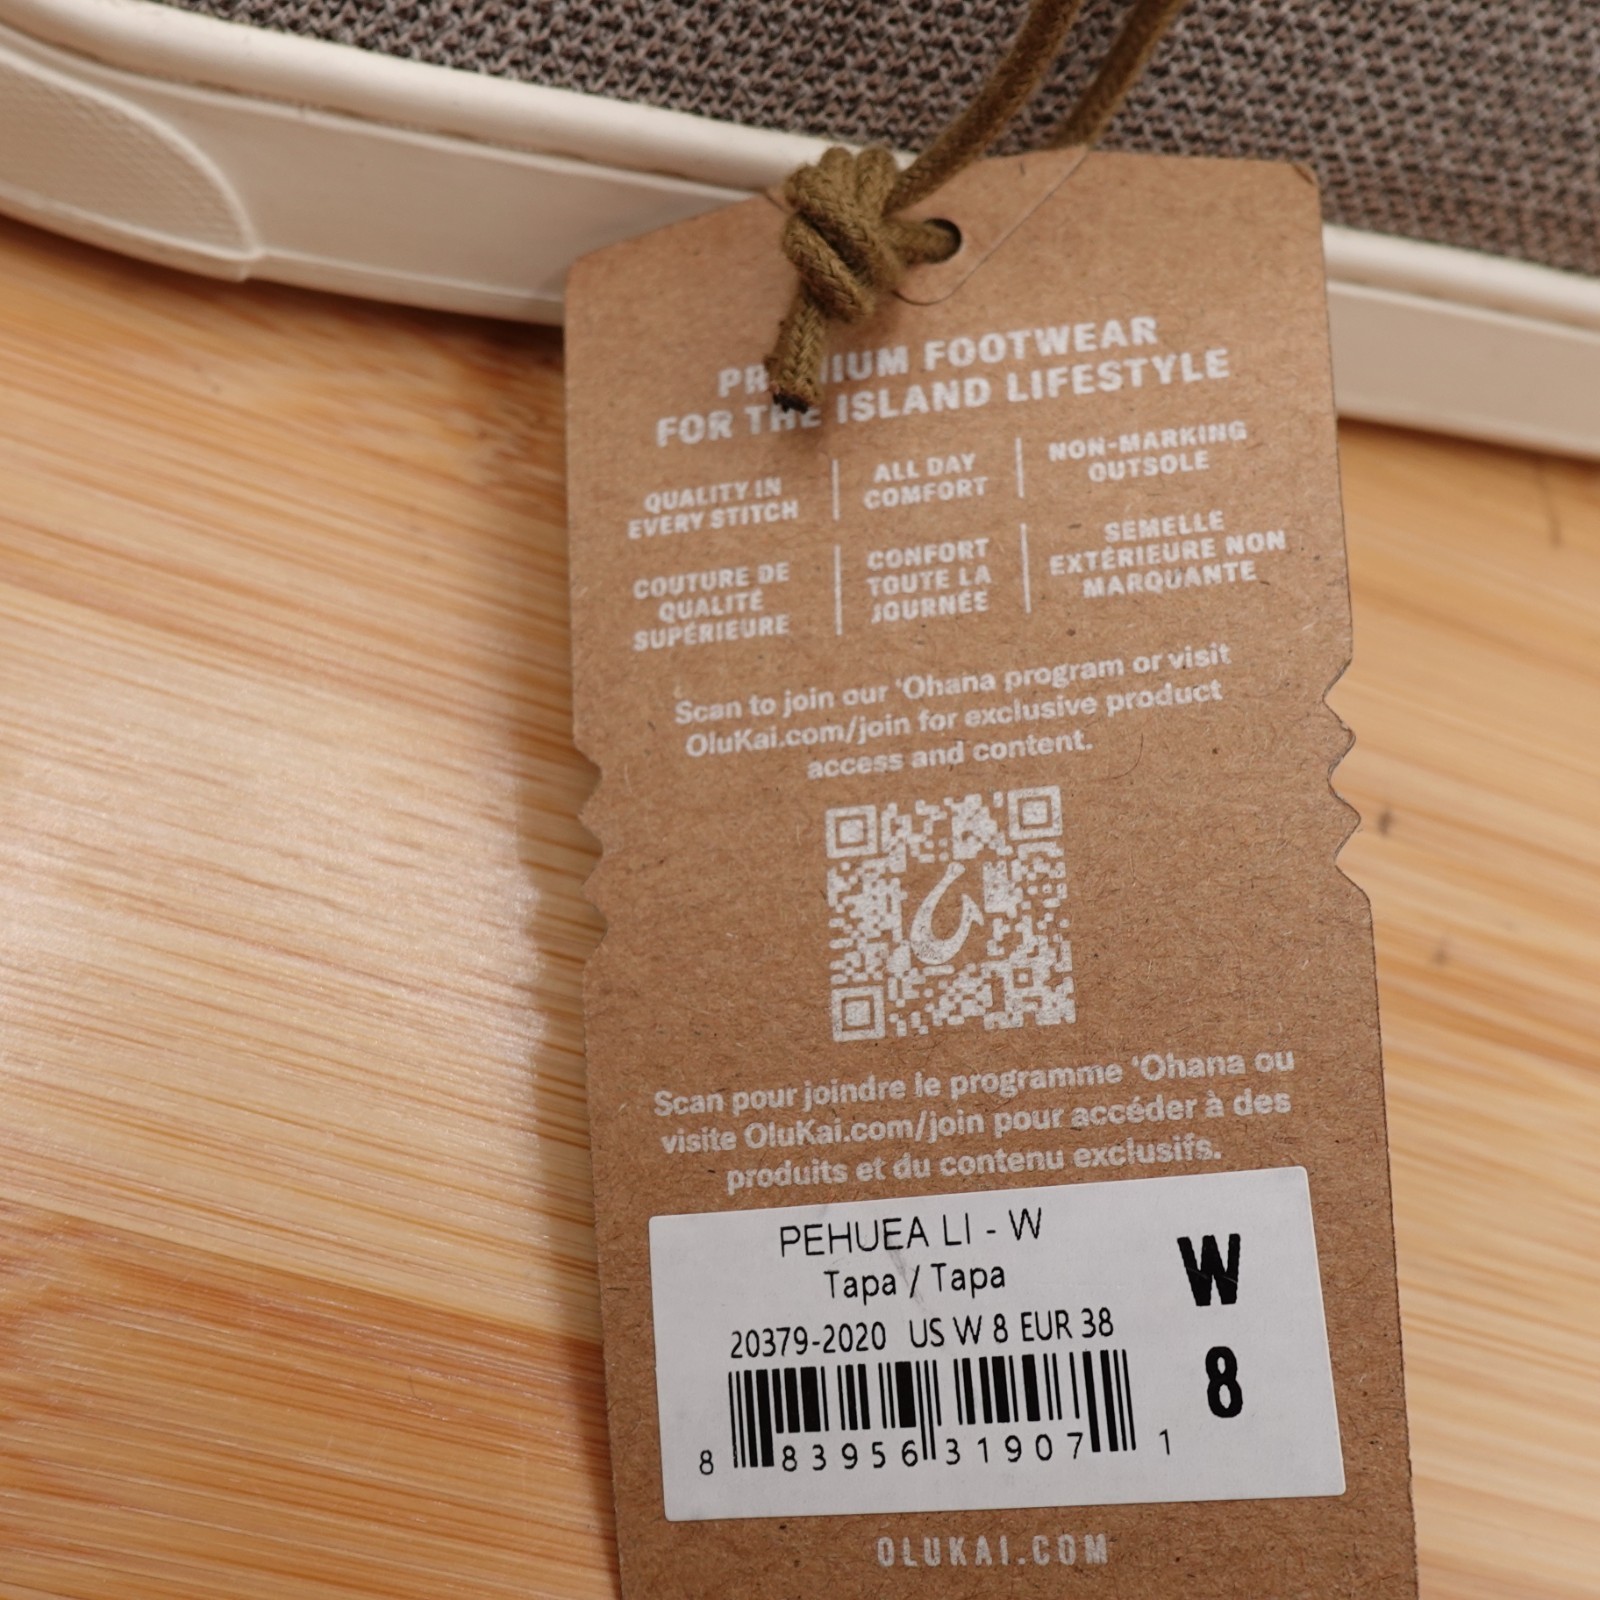 PREMIUM FOOTWEAR
FOR THE ISLAND LIFESTYLE
QUALITY IN
EVERY STITCH
ALL DAY
COMFORT
NON-MARKING
OUTSOLE
COUTURE DE
QUALITÉ
SUPÉRIEURE
CONFORT
TOUTE LA
JOURNÉE
SEMELLE
EXTÉRIEURE NON
MARQUANTE
Scan to join our ‘Ohana program or visit
OluKai.com/join for exclusive product
access and content.
Scan pour joindre le programme ‘Ohana ou
visite OluKai.com/join pour accéder à des
produits et du contenu exclusifs.
PEHUEA LI - W
Tapa / Tapa
20379-2020 US W 8 EUR 38
W
8
8 83956 31907 1
OLUKAI.COM